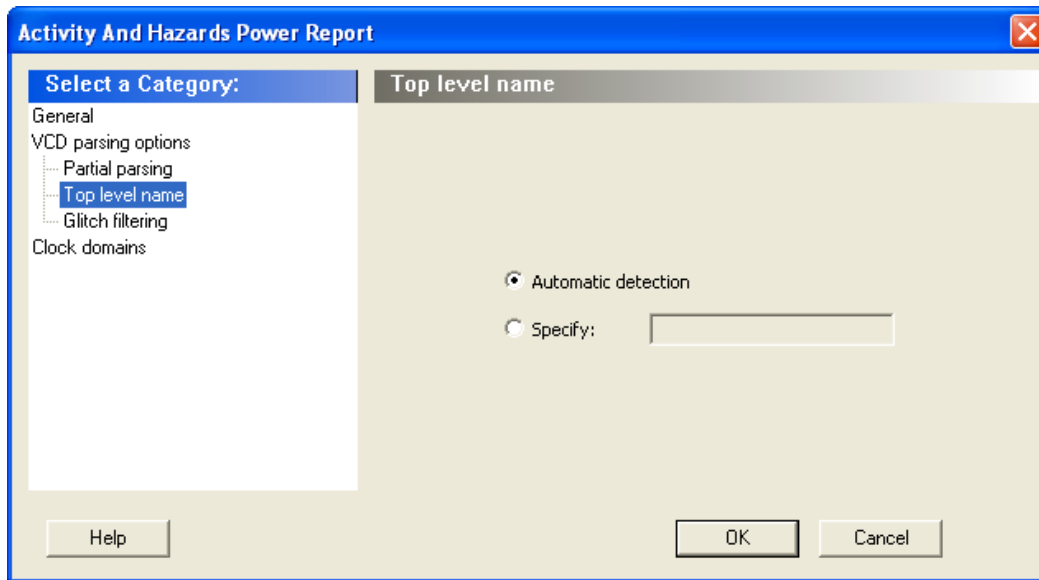 Activity And Hazards Power Report
Select a Category:
General
VCD parsing options
Partial parsing
Top level name
Glitch filtering
Clock domains
Top level name
Automatic detection
Specify:
Help
OK
Cancel